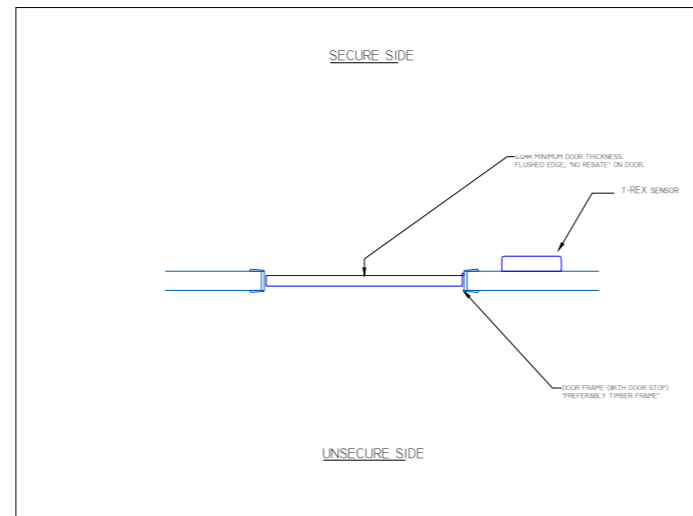 SECURE SIDE
44MM MINIMUM DOOR THICKNESS.
FLUSHED EDGE, "NO REBATE" ON DOOR.
T-REX SENSOR
DOOR FRAME (WITH DOOR STOP)
"PREFERABLY TIMBER FRAME"
UNSECURE SIDE